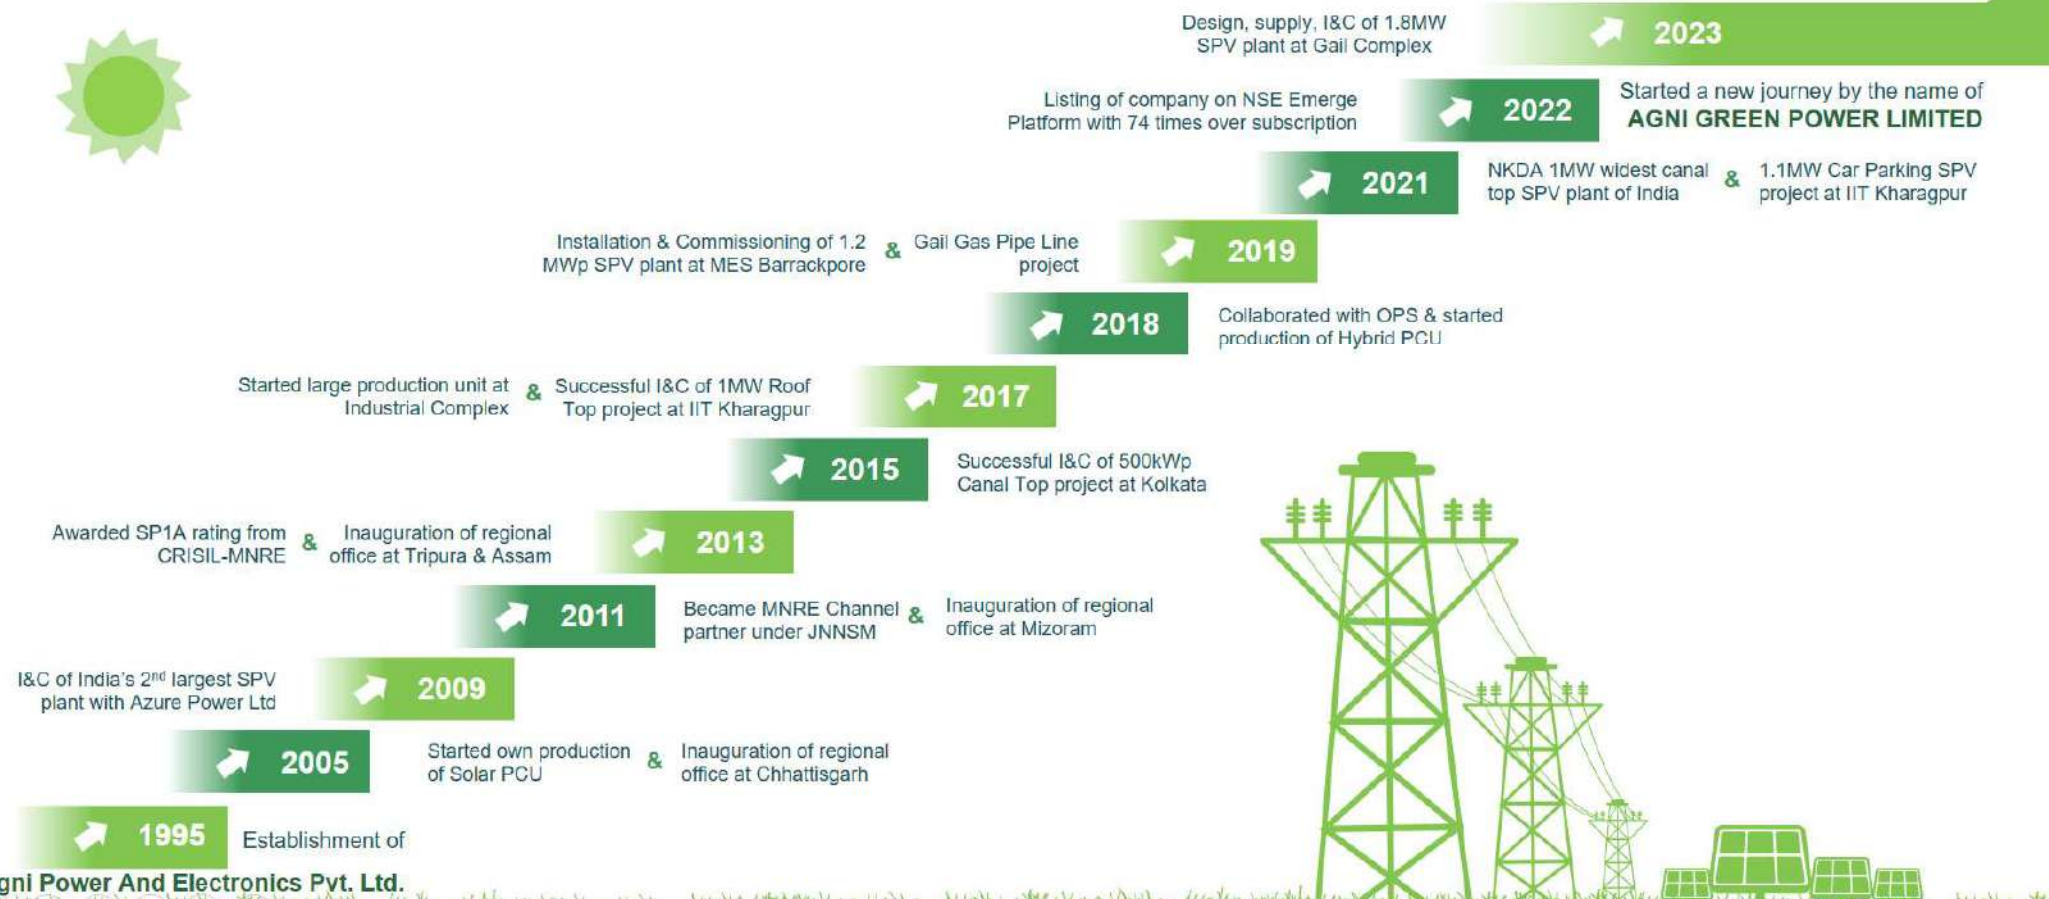 Design, supply, I&C of 1.8MW
SPV plant at Gail Complex
2023
Listing of company on NSE Emerge
Platform with 74 times over subscription
2022
Started a new journey by the name of
AGNI GREEN POWER LIMITED
2021
NKDA 1MW widest canal
top SPV plant of India
&
1.1MW Car Parking SPV
project at IIT Kharagpur
Installation & Commissioning of 1.2
MWp SPV plant at MES Barrackpore
&
Gail Gas Pipe Line
project
2019
2018
Collaborated with OPS & started
production of Hybrid PCU
Started large production unit at
Industrial Complex
&
Successful I&C of 1MW Roof
Top project at IIT Kharagpur
2017
2015
Successful I&C of 500kWp
Canal Top project at Kolkata
Awarded SP1A rating from
CRISIL-MNRE
&
Inauguration of regional
office at Tripura & Assam
2013
2011
Became MNRE Channel
partner under JNNSM
&
Inauguration of regional
office at Mizoram
I&C of India's 2nd largest SPV
plant with Azure Power Ltd
2009
2005
Started own production
of Solar PCU
&
Inauguration of regional
office at Chhattisgarh
1995
Establishment of
gni Power And Electronics Pvt. Ltd.